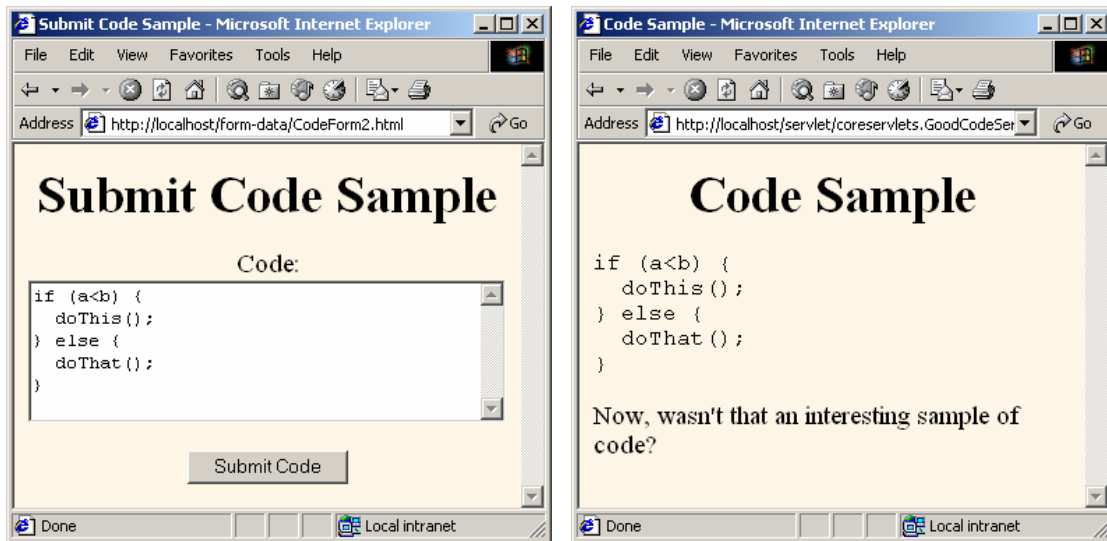 Submit Code Sample - Microsoft Internet Explorer
File Edit View Favorites Tools Help
Address http://localhost/form-data/CodeForm2.html Go
Submit Code Sample
Code:
if (a<b) {
  doThis();
} else {
  doThat();
}
Submit Code
Done Local intranet
Code Sample - Microsoft Internet Explorer
File Edit View Favorites Tools Help
Address http://localhost/servlet/coreservlets.GoodCodeSer Go
Code Sample
if (a<b) {
  doThis();
} else {
  doThat();
}
Now, wasn't that an interesting sample of
code?
Done Local intranet